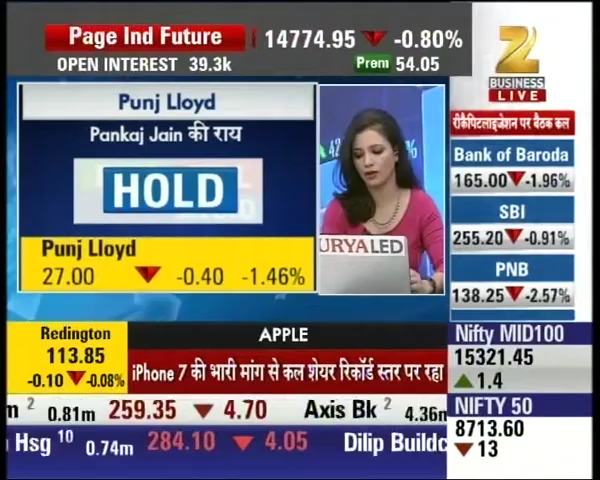 Page Ind Future
14774.95 -0.80%
OPEN INTEREST 39.3k
Prem 54.05
Z
BUSINESS
LIVE
Punj Lloyd
Pankaj Jain की राय
HOLD
Punj Lloyd
27.00 -0.40 -1.46%
URYA LED
रीकैपिटलाइजेशन पर बैठक कल
Bank of Baroda
165.00 -1.96%
SBI
255.20 -0.91%
PNB
138.25 -2.57%
Redington
113.85
-0.10 -0.08%
APPLE
iPhone 7 की भारी मांग से कल शेयर रिकॉर्ड स्तर पर रहा
Nifty MID100
15321.45
1.4
NIFTY 50
8713.60
13
m 2 0.81m 259.35 4.70 Axis Bk 2 4.36m
Hsg 10 0.74m 284.10 4.05 Dilip Buildc